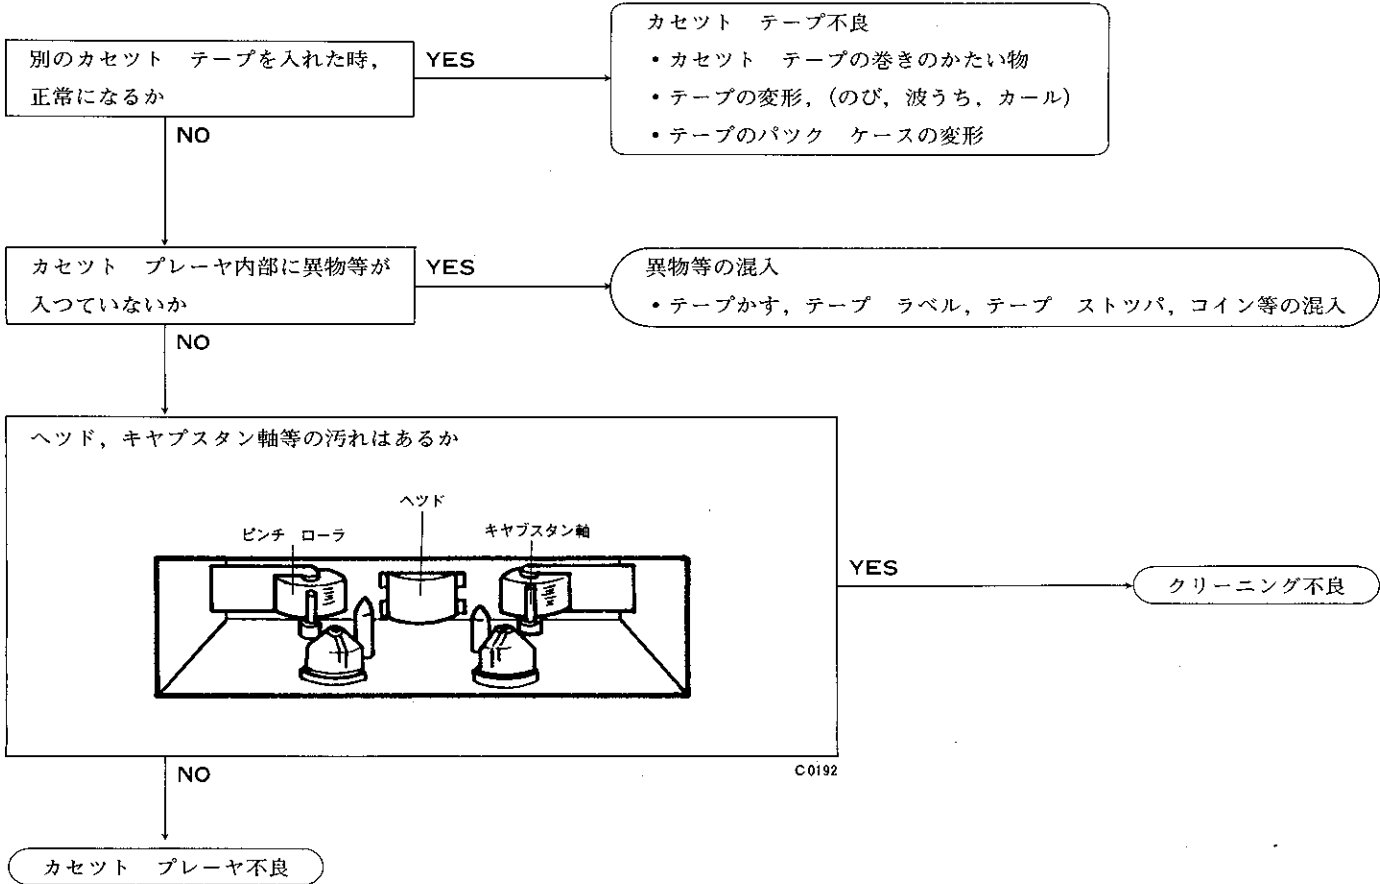 別のカセツト　テープを入れた時，
正常になるか
YES
カセツト　テープ不良
・カセツト　テープの巻きのかたい物
・テープの変形，(のび，波うち，カール)
・テープのパツク　ケースの変形
NO
カセツト　プレーヤ内部に異物等が
入つていないか
YES
異物等の混入
・テープかす，テープ　ラベル，テープ　ストツパ，コイン等の混入
NO
ヘツド，キヤプスタン軸等の汚れはあるか
ヘツド
ピンチ　ローラ
キヤプスタン軸
YES
クリーニング不良
C0192
NO
カセツト　プレーヤ不良